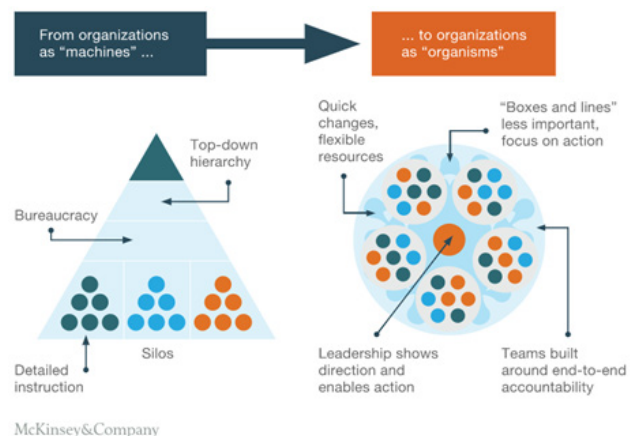 From organizations
as “machines” ...
... to organizations
as “organisms”
Top-down
hierarchy
Bureaucracy
Silos
Detailed
instruction
Quick
changes,
flexible
resources
“Boxes and lines”
less important,
focus on action
Leadership shows
direction and
enables action
Teams built
around end-to-end
accountability
McKinsey&Company